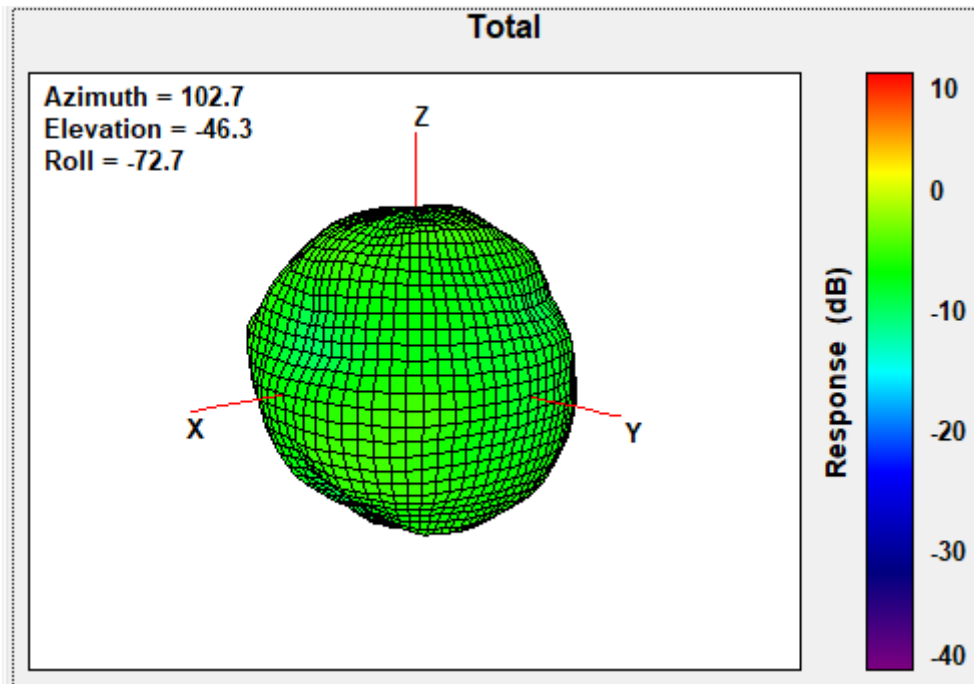 Total
Azimuth = 102.7
Elevation = -46.3
Roll = -72.7
Z
X
Y
10
0
-10
-20
-30
-40
Response (dB)